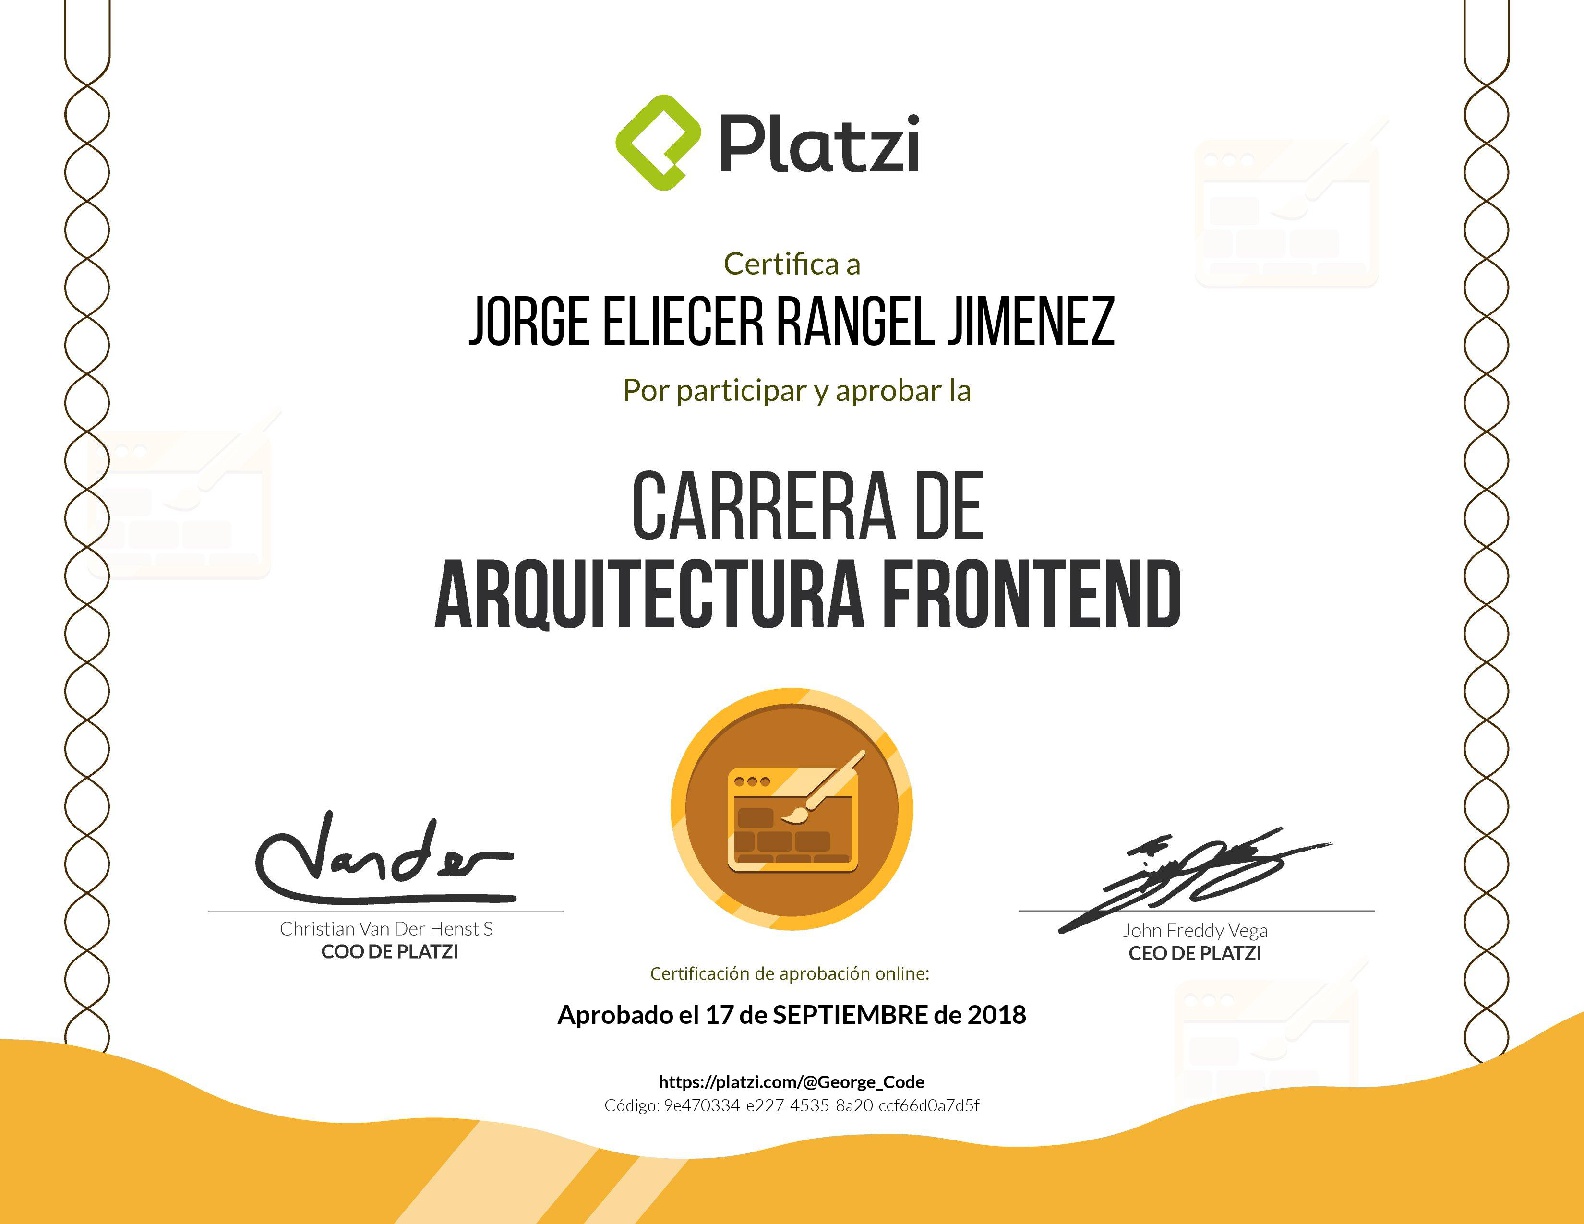 Platzi
Certifica a
JORGE ELIECER RANGEL JIMENEZ
Por participar y aprobar la
CARRERA DE
ARQUITECTURA FRONTEND
Vander
Christian Van Der Henst S
COO DE PLATZI
John Freddy Vega
CEO DE PLATZI
Certificación de aprobación online:
Aprobado el 17 de SEPTIEMBRE de 2018
https://platzi.com/@George_Code
Código: 9e470334-e227-4535-8a20-ccf66d0a7d5f